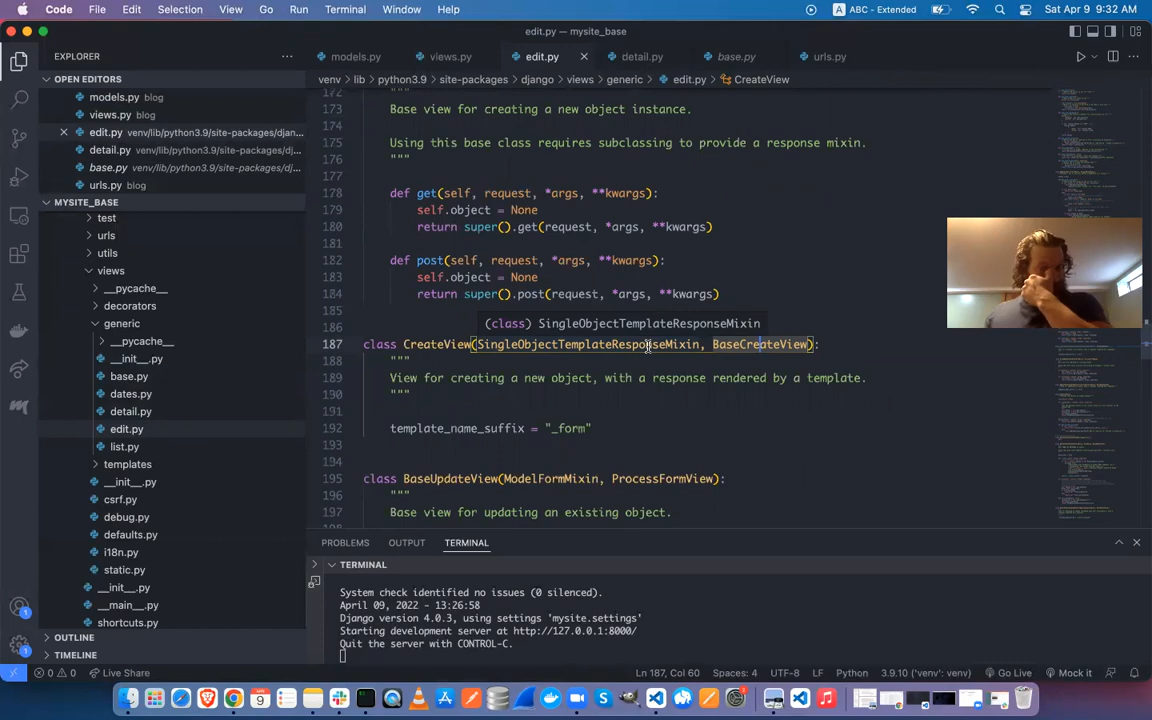 Code File Edit Selection View Go Run Terminal Window Help
A ABC - Extended Sat Apr 9 9:32 AM
edit.py — mysite_base
EXPLORER
models.py views.py edit.py detail.py base.py urls.py
venv > lib > python3.9 > site-packages > django > views > generic > edit.py > CreateView
OPEN EDITORS
models.py blog
views.py blog
edit.py venv/lib/python3.9/site-packages/djan...
detail.py venv/lib/python3.9/site-packages/dj...
base.py venv/lib/python3.9/site-packages/dj...
urls.py blog
MYSITE_BASE
test
urls
utils
views
__pycache__
decorators
generic
__pycache__
__init__.py
base.py
dates.py
detail.py
edit.py
list.py
templates
__init__.py
csrf.py
debug.py
defaults.py
i18n.py
static.py
__init__.py
__main__.py
shortcuts.py
OUTLINE
TIMELINE
172 """
173 Base view for creating a new object instance.
174
175 Using this base class requires subclassing to provide a response mixin.
176 """
177
178 def get(self, request, *args, **kwargs):
179 self.object = None
180 return super().get(request, *args, **kwargs)
181
182 def post(self, request, *args, **kwargs):
183 self.object = None
184 return super().post(request, *args, **kwargs)
185
186 (class) SingleObjectTemplateResponseMixin
187 class CreateView(SingleObjectTemplateResponseMixin, BaseCreateView):
188 """
189 View for creating a new object, with a response rendered by a template.
190 """
191
192 template_name_suffix = "_form"
193
194
195 class BaseUpdateView(ModelFormMixin, ProcessFormView):
196 """
197 Base view for updating an existing object.
PROBLEMS OUTPUT TERMINAL
TERMINAL
System check identified no issues (0 silenced).
April 09, 2022 - 13:26:58
Django version 4.0.3, using settings 'mysite.settings'
Starting development server at http://127.0.0.1:8000/
Quit the server with CONTROL-C.
1
1
0 0 Live Share Ln 187, Col 60 Spaces: 4 UTF-8 LF Python 3.9.10 ('venv': venv) Go Live Mock it